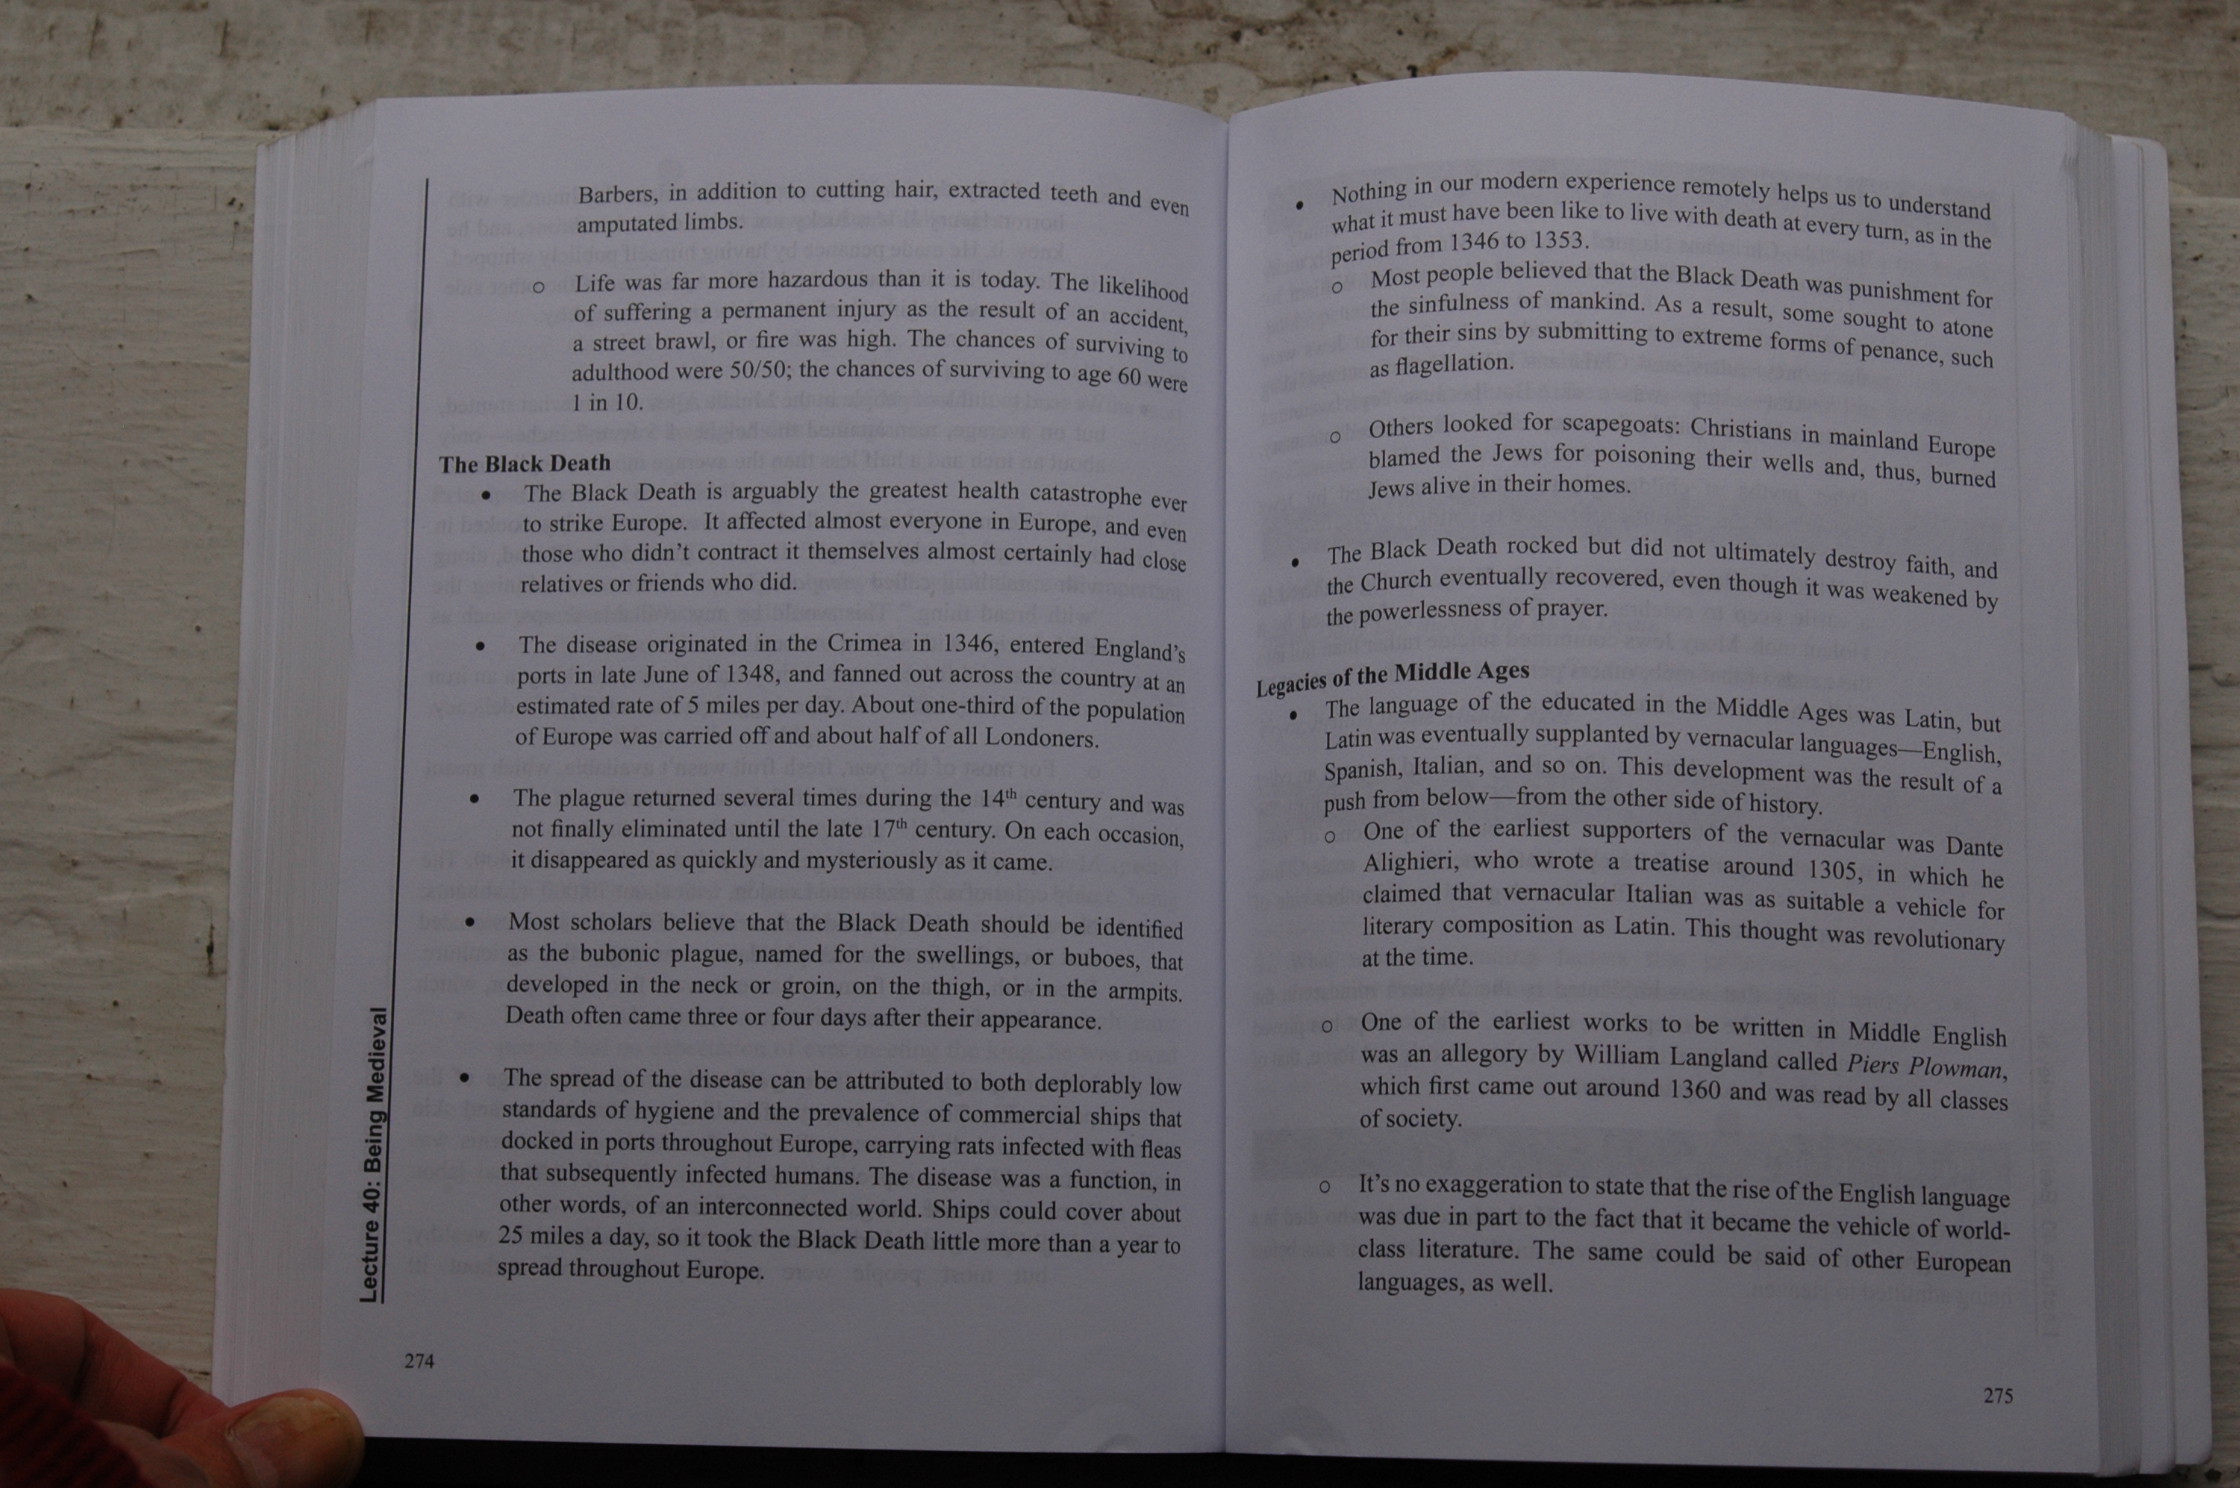 Barbers, in addition to cutting hair, extracted teeth and even
amputated limbs.
o Life was far more hazardous than it is today. The likelihood
of suffering a permanent injury as the result of an accident,
a street brawl, or fire was high. The chances of surviving to
adulthood were 50/50; the chances of surviving to age 60 were
1 in 10.
The Black Death
• The Black Death is arguably the greatest health catastrophe ever
to strike Europe. It affected almost everyone in Europe, and even
those who didn’t contract it themselves almost certainly had close
relatives or friends who did.
• The disease originated in the Crimea in 1346, entered England’s
ports in late June of 1348, and fanned out across the country at an
estimated rate of 5 miles per day. About one-third of the population
of Europe was carried off and about half of all Londoners.
• The plague returned several times during the 14th century and was
not finally eliminated until the late 17th century. On each occasion,
it disappeared as quickly and mysteriously as it came.
• Most scholars believe that the Black Death should be identified
as the bubonic plague, named for the swellings, or buboes, that
developed in the neck or groin, on the thigh, or in the armpits.
Death often came three or four days after their appearance.
• The spread of the disease can be attributed to both deplorably low
standards of hygiene and the prevalence of commercial ships that
docked in ports throughout Europe, carrying rats infected with fleas
that subsequently infected humans. The disease was a function, in
other words, of an interconnected world. Ships could cover about
25 miles a day, so it took the Black Death little more than a year to
spread throughout Europe.
Lecture 40: Being Medieval
274
• Nothing in our modern experience remotely helps us to understand
what it must have been like to live with death at every turn, as in the
period from 1346 to 1353.
o Most people believed that the Black Death was punishment for
the sinfulness of mankind. As a result, some sought to atone
for their sins by submitting to extreme forms of penance, such
as flagellation.
o Others looked for scapegoats: Christians in mainland Europe
blamed the Jews for poisoning their wells and, thus, burned
Jews alive in their homes.
• The Black Death rocked but did not ultimately destroy faith, and
the Church eventually recovered, even though it was weakened by
the powerlessness of prayer.
Legacies of the Middle Ages
• The language of the educated in the Middle Ages was Latin, but
Latin was eventually supplanted by vernacular languages—English,
Spanish, Italian, and so on. This development was the result of a
push from below—from the other side of history.
o One of the earliest supporters of the vernacular was Dante
Alighieri, who wrote a treatise around 1305, in which he
claimed that vernacular Italian was as suitable a vehicle for
literary composition as Latin. This thought was revolutionary
at the time.
o One of the earliest works to be written in Middle English
was an allegory by William Langland called Piers Plowman,
which first came out around 1360 and was read by all classes
of society.
o It’s no exaggeration to state that the rise of the English language
was due in part to the fact that it became the vehicle of world-
class literature. The same could be said of other European
languages, as well.
275